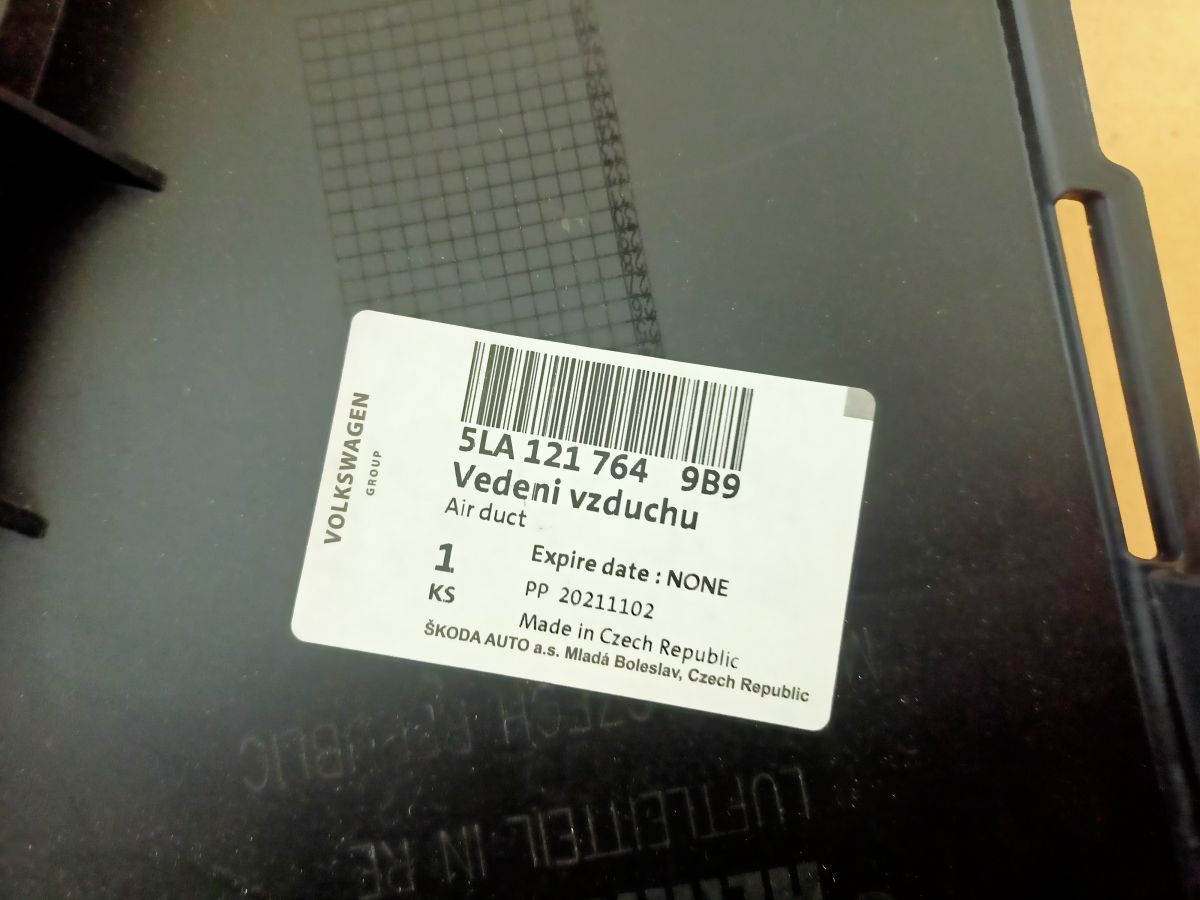 VOLKSWAGEN
GROUP
5LA 121 764 9B9
Vedeni vzduchu
Air duct
1
KS
Expire date : NONE
PP 20211102
Made in Czech Republic
ŠKODA AUTO a.s. Mladá Boleslav, Czech Republic
CZECH REPUBLIC
LUFTLEITTEIL IN RE